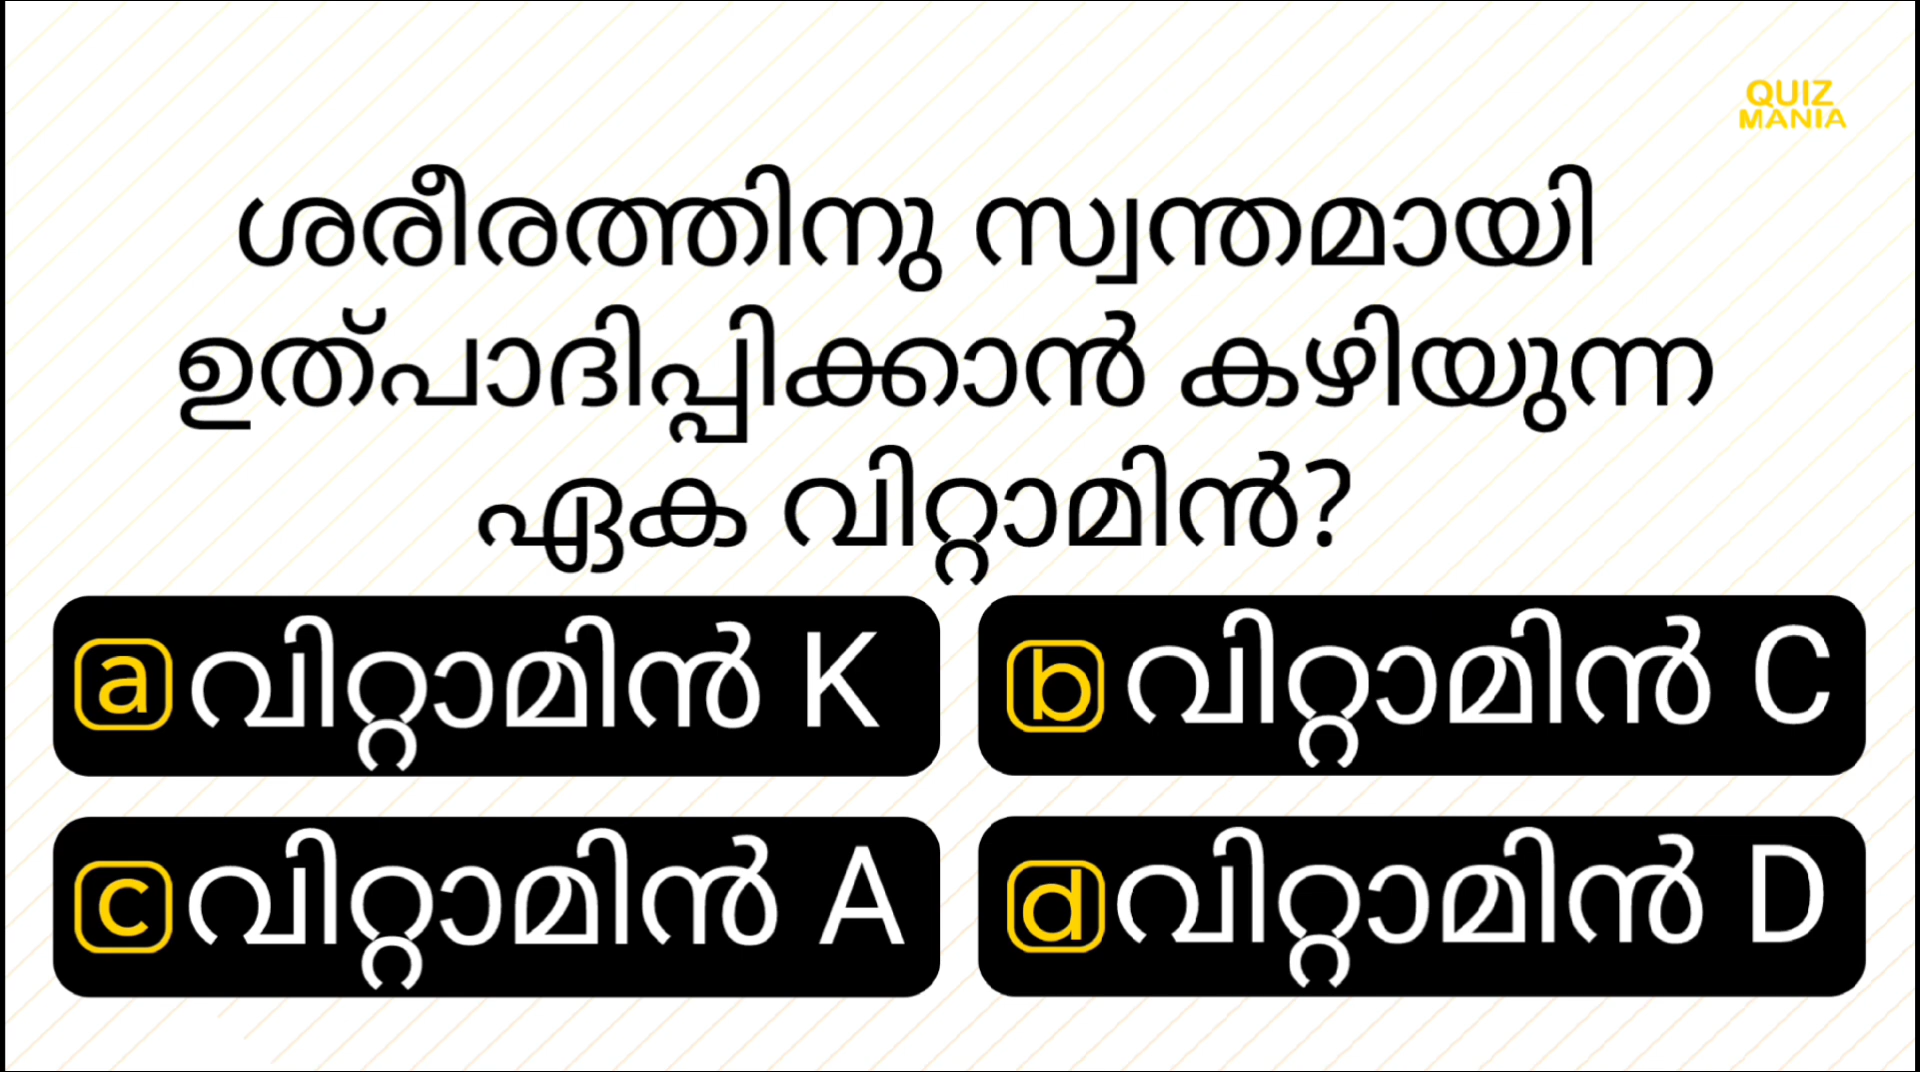 QUIZ
MANIA
ശരീരത്തിനു സ്വന്തമായി
ഉത്പാദിപ്പിക്കാൻ കഴിയുന്ന
ഏക വിറ്റാമിൻ?
a വിറ്റാമിൻ K
b വിറ്റാമിൻ C
c വിറ്റാമിൻ A
d വിറ്റാമിൻ D